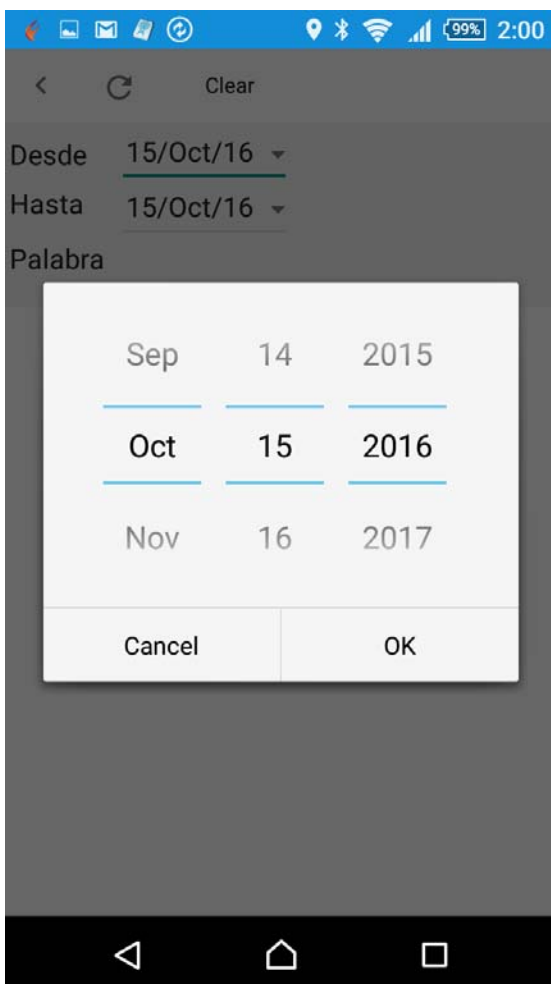 99% 2:00
Clear
Desde 15/Oct/16
Hasta 15/Oct/16
Palabra
Sep 14 2015
Oct 15 2016
Nov 16 2017
Cancel OK